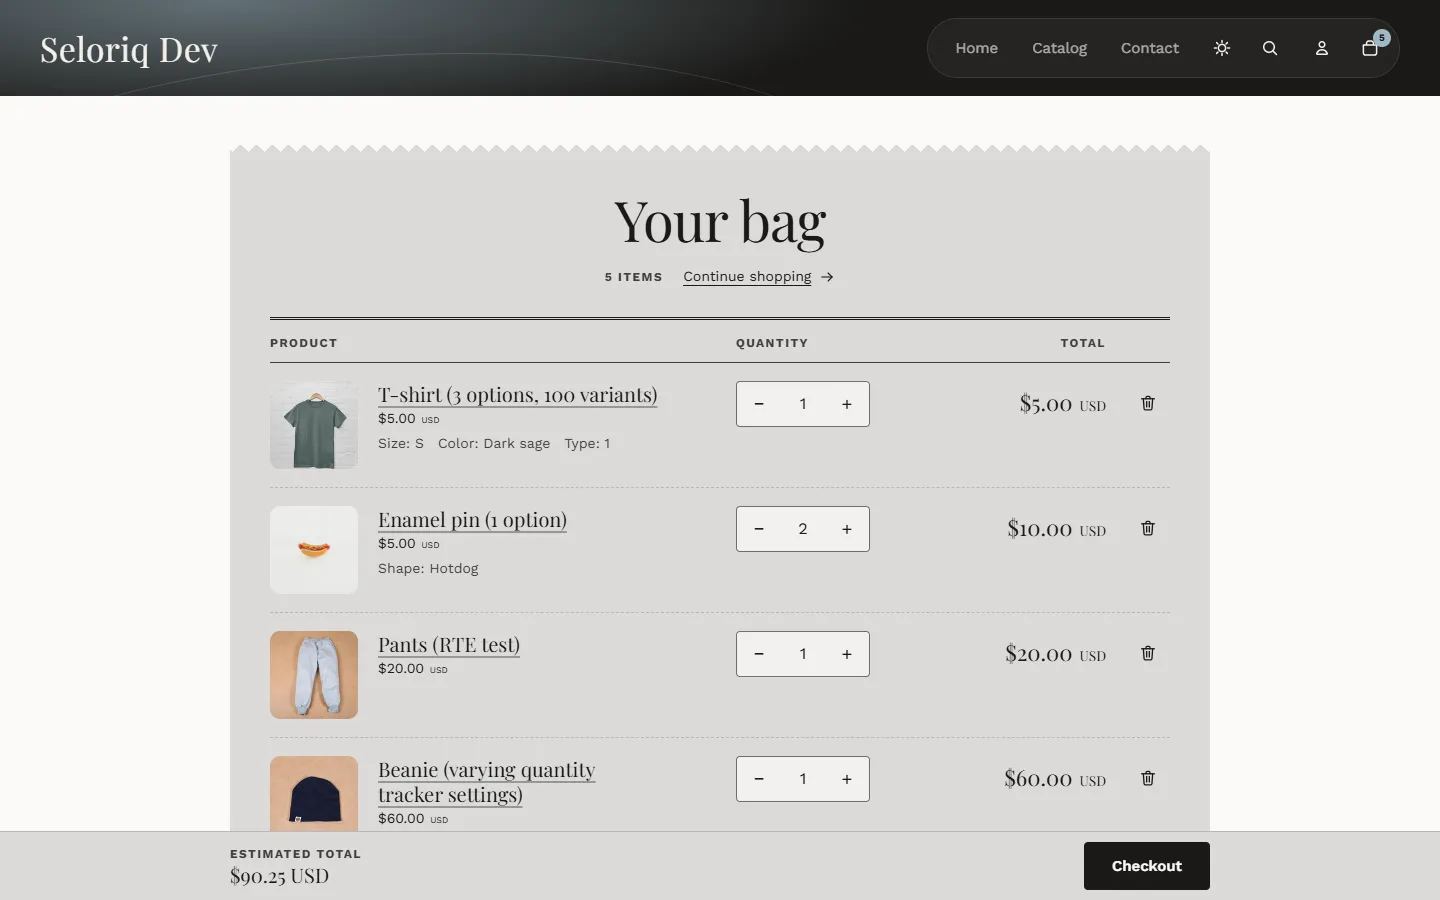 Seloriq Dev
Home
Catalog
Contact
5
Your bag
5 ITEMS
Continue shopping →
PRODUCT
QUANTITY
TOTAL
T-shirt (3 options, 100 variants)
$5.00 USD
Size: S Color: Dark sage Type: 1
− 1 +
$5.00 USD
Enamel pin (1 option)
$5.00 USD
Shape: Hotdog
− 2 +
$10.00 USD
Pants (RTE test)
$20.00 USD
− 1 +
$20.00 USD
Beanie (varying quantity
tracker settings)
$60.00 USD
− 1 +
$60.00 USD
ESTIMATED TOTAL
$90.25 USD
Checkout